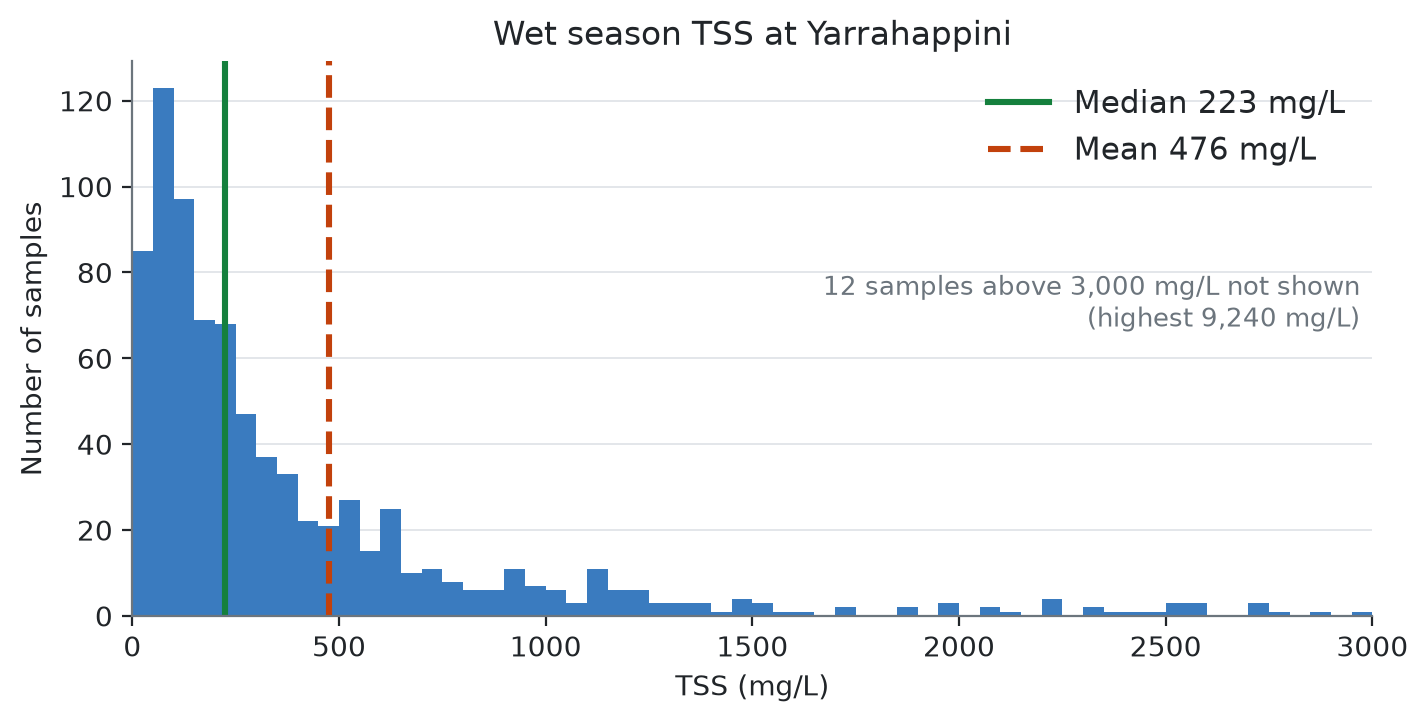 Wet season TSS at Yarrahappini
Median 223 mg/L
Mean 476 mg/L
12 samples above 3,000 mg/L not shown
(highest 9,240 mg/L)
Number of samples
120
100
80
60
40
20
0
0 500 1000 1500 2000 2500 3000
TSS (mg/L)